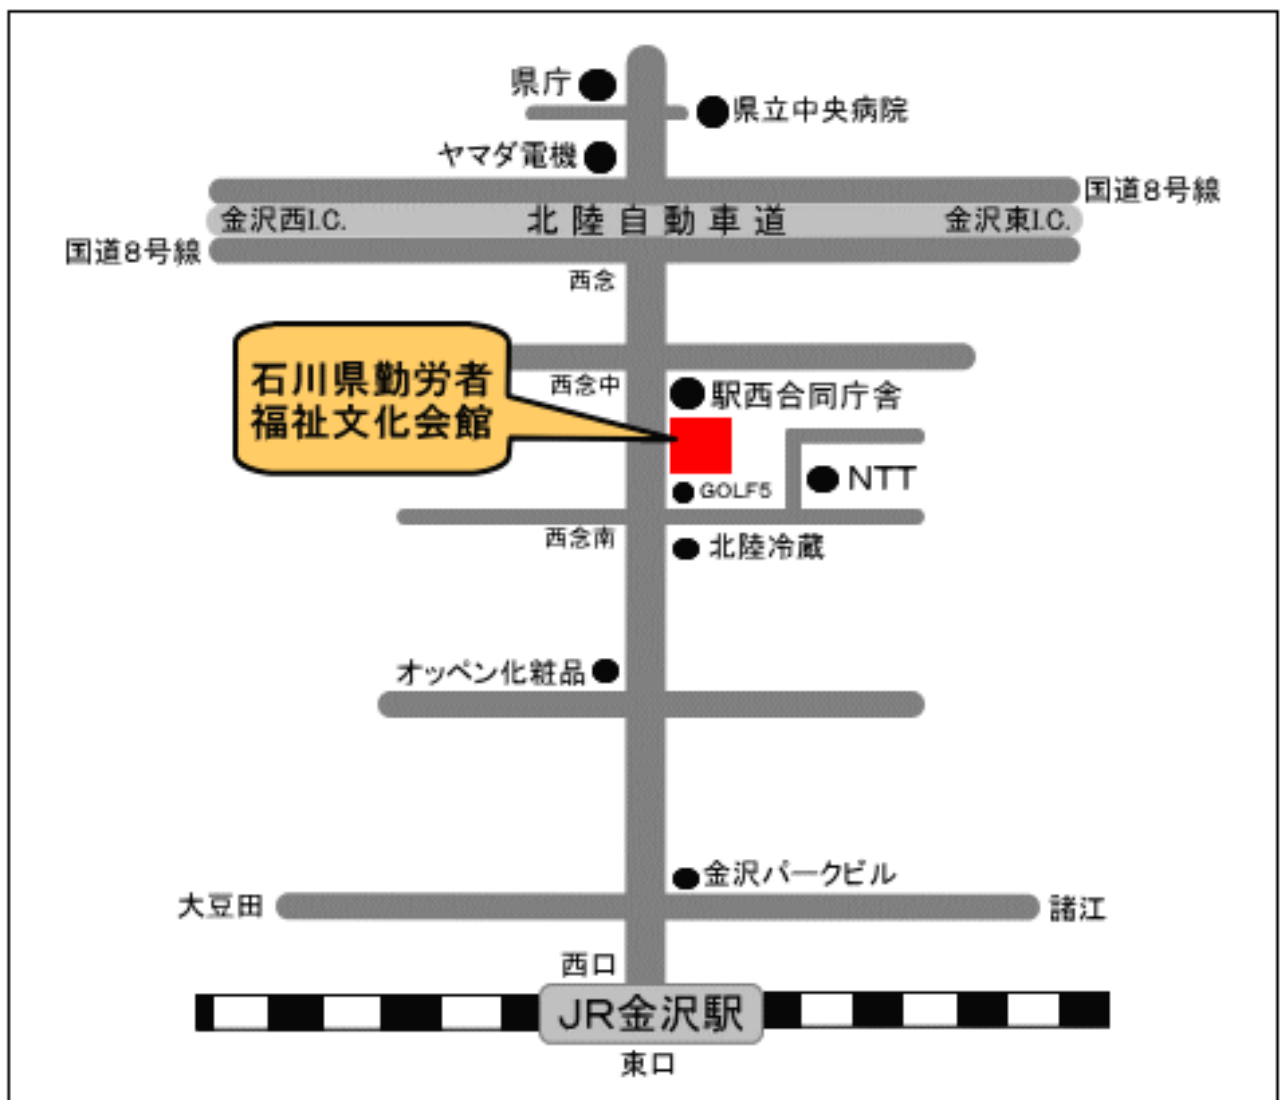 県庁
県立中央病院
ヤマダ電機
国道8号線
金沢西I.C.
北陸自動車道
金沢東I.C.
国道8号線
西念
石川県勤労者
福祉文化会館
西念中
駅西合同庁舎
NTT
GOLF5
西念南
北陸冷蔵
オッペン化粧品
金沢パークビル
大豆田
諸江
西口
JR金沢駅
東口